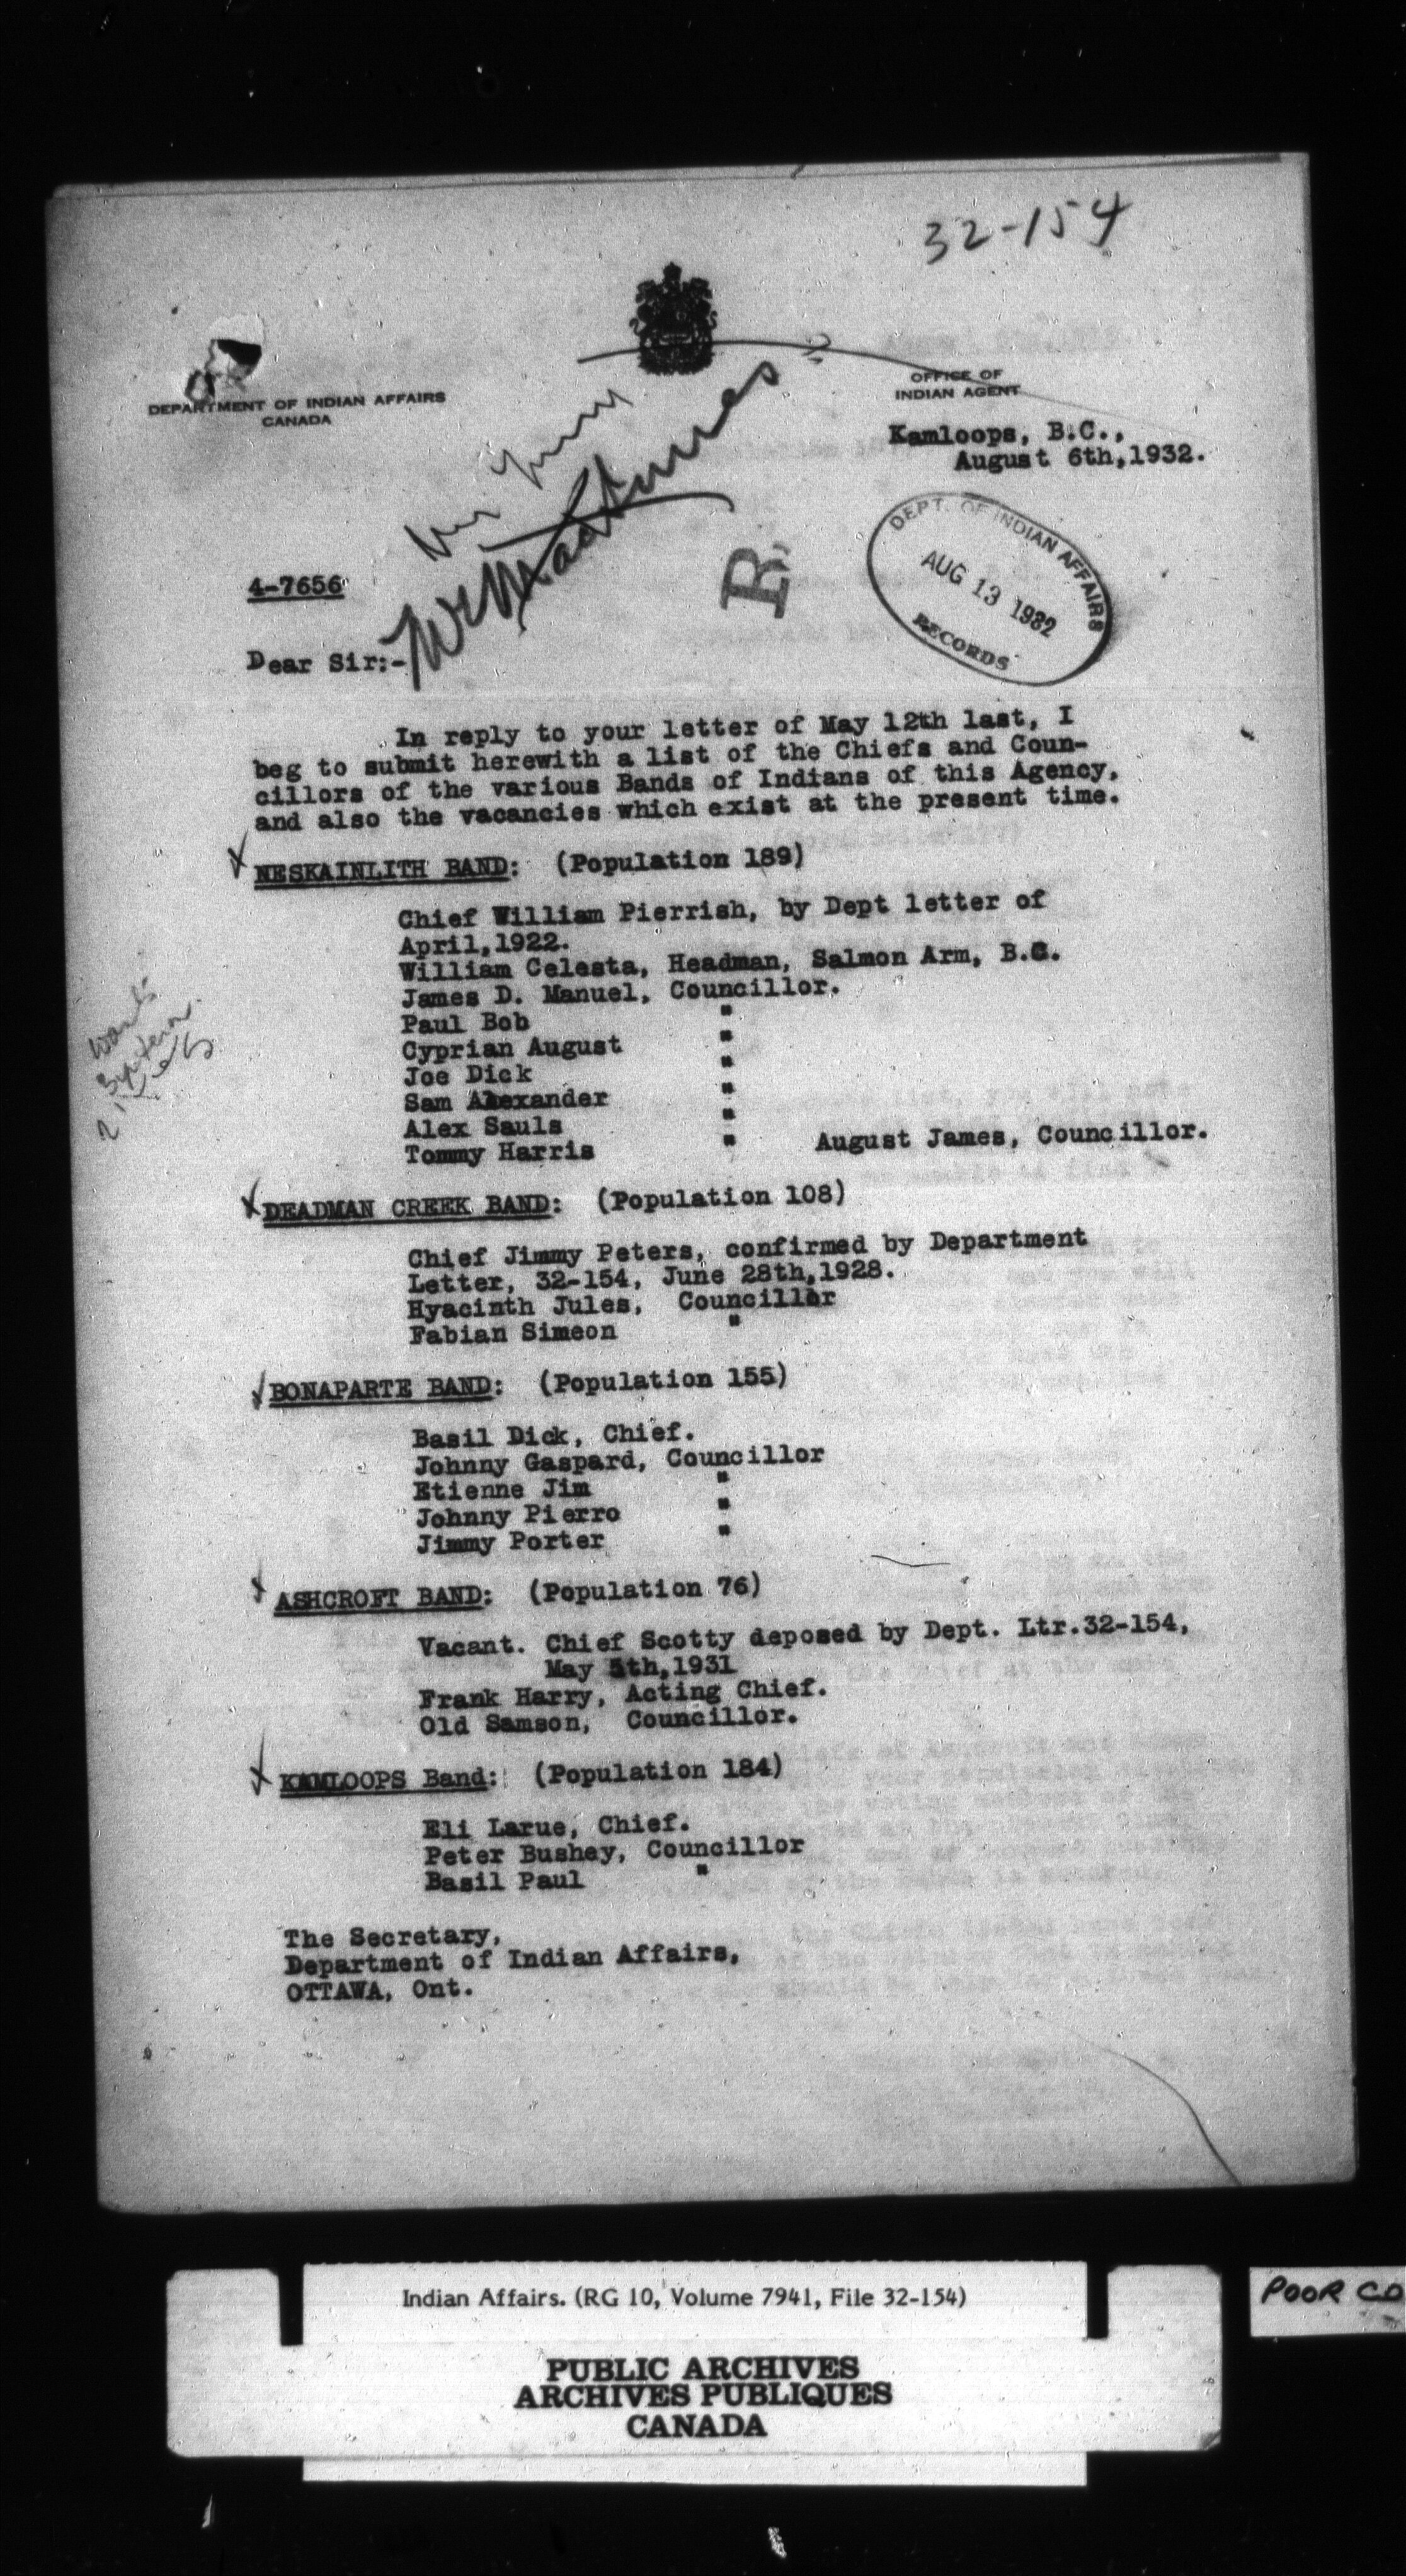 32-154
DEPARTMENT OF INDIAN AFFAIRS
CANADA
OFFICE OF
INDIAN AGENT
Kamloops, B.C.,
August 6th,1932.
DEPT. OF INDIAN AFFAIRS
AUG 13 1932
RECORDS
R
4-7656
Dear Sir:-
In reply to your letter of May 12th last, I
beg to submit herewith a list of the Chiefs and Coun-
cillors of the various Bands of Indians of this Agency,
and also the vacancies which exist at the present time.
NESKAINLITH BAND: (Population 189)
Chief William Pierrish, by Dept letter of
April,1922.
William Celesta, Headman, Salmon Arm, B.C.
James D. Manuel, Councillor.
Paul Bob "
Cyprian August "
Joe Dick "
Sam Alexander "
Alex Sauls "
Tommy Harris " August James, Councillor.
DEADMAN CREEK BAND: (Population 108)
Chief Jimmy Peters, confirmed by Department
Letter, 32-154, June 28th,1928.
Hyacinth Jules, Councillor
Fabian Simeon "
BONAPARTE BAND: (Population 155)
Basil Dick, Chief.
Johnny Gaspard, Councillor
Etienne Jim "
Johnny Pierro "
Jimmy Porter "
ASHCROFT BAND: (Population 76)
Vacant. Chief Scotty deposed by Dept. Ltr.32-154,
May 5th,1931
Frank Harry, Acting Chief.
Old Samson, Councillor.
KAMLOOPS Band: (Population 184)
Eli Larue, Chief.
Peter Bushey, Councillor
Basil Paul "
The Secretary,
Department of Indian Affairs,
OTTAWA, Ont.
Indian Affairs. (RG 10, Volume 7941, File 32-154)
PUBLIC ARCHIVES
ARCHIVES PUBLIQUES
CANADA
POOR CO